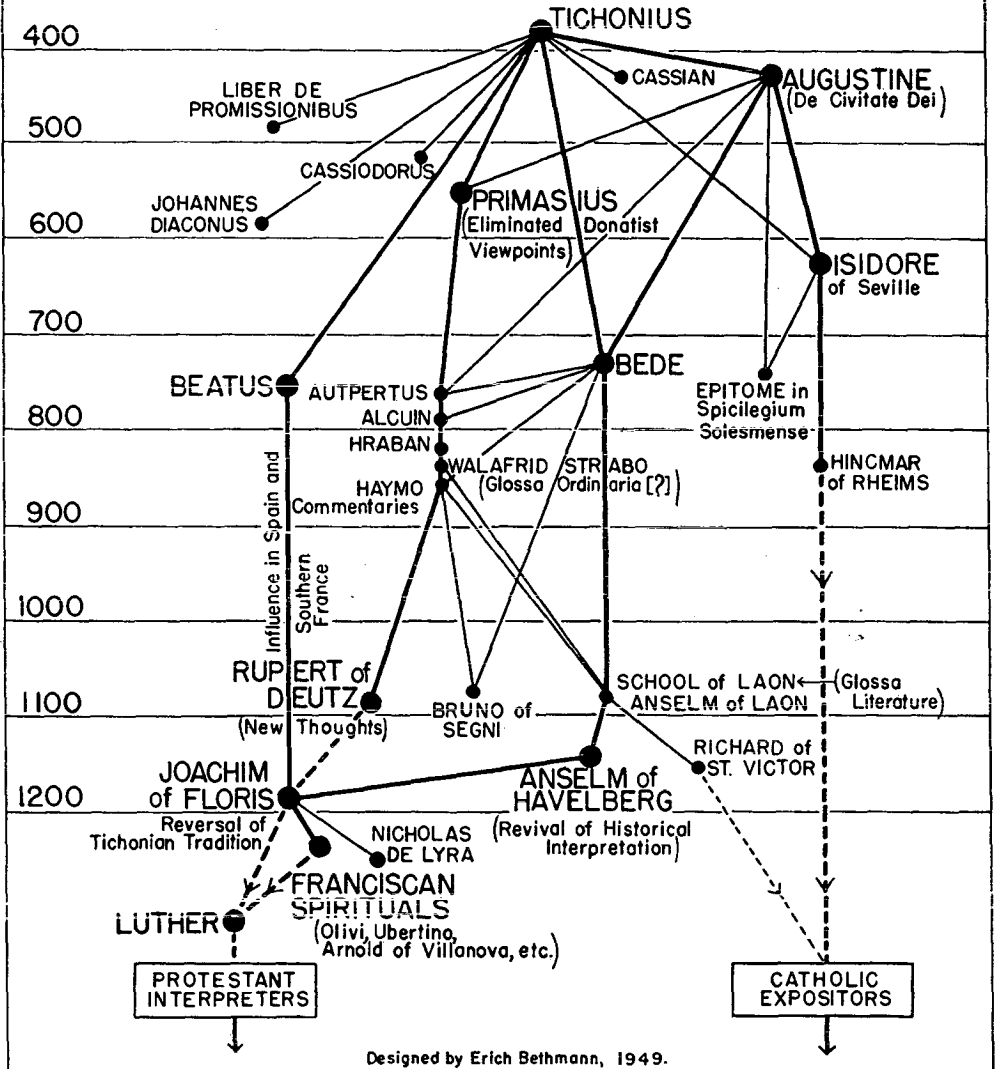 TICHONIUS
400
CASSIAN
AUGUSTINE
(De Civitate Dei)
LIBER DE
PROMISSIONIBUS
500
CASSIODORUS
JOHANNES
DIACONUS
PRIMASIUS
(Eliminated Donatist
Viewpoints)
600
ISIDORE
of Seville
700
BEATUS
AUTPERTUS
BEDE
EPITOME in
Spicilegium
Solesmense
ALCUIN
800
HRABAN
WALAFRID STRABO
(Glossa Ordinaria [?])
HAYMO
Commentaries
HINCMAR
of RHEIMS
900
Influence in Spain and
Southern
France
1000
RUPERT of
DEUTZ
(New Thoughts)
BRUNO of
SEGNI
SCHOOL of LAON
ANSELM of LAON
(Glossa
Literature)
1100
RICHARD of
ST. VICTOR
JOACHIM
of FLORIS
ANSELM of
HAVELBERG
(Revival of Historical
Interpretation)
1200
Reversal of
Tichonian Tradition
NICHOLAS
DE LYRA
FRANCISCAN
SPIRITUALS
(Olivi, Ubertino,
Arnold of Villanova, etc.)
LUTHER
PROTESTANT
INTERPRETERS
CATHOLIC
EXPOSITORS
Designed by Erich Bethmann, 1949.